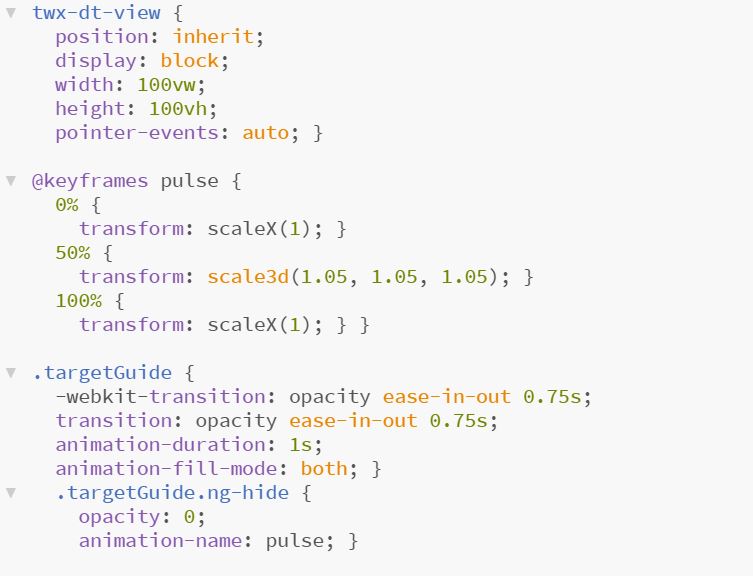 twx-dt-view {
position: inherit;
display: block;
width: 100vw;
height: 100vh;
pointer-events: auto; }
@keyframes pulse {
0% {
transform: scaleX(1); }
50% {
transform: scale3d(1.05, 1.05, 1.05); }
100% {
transform: scaleX(1); } }
.targetGuide {
-webkit-transition: opacity ease-in-out 0.75s;
transition: opacity ease-in-out 0.75s;
animation-duration: 1s;
animation-fill-mode: both; }
.targetGuide.ng-hide {
opacity: 0;
animation-name: pulse; }